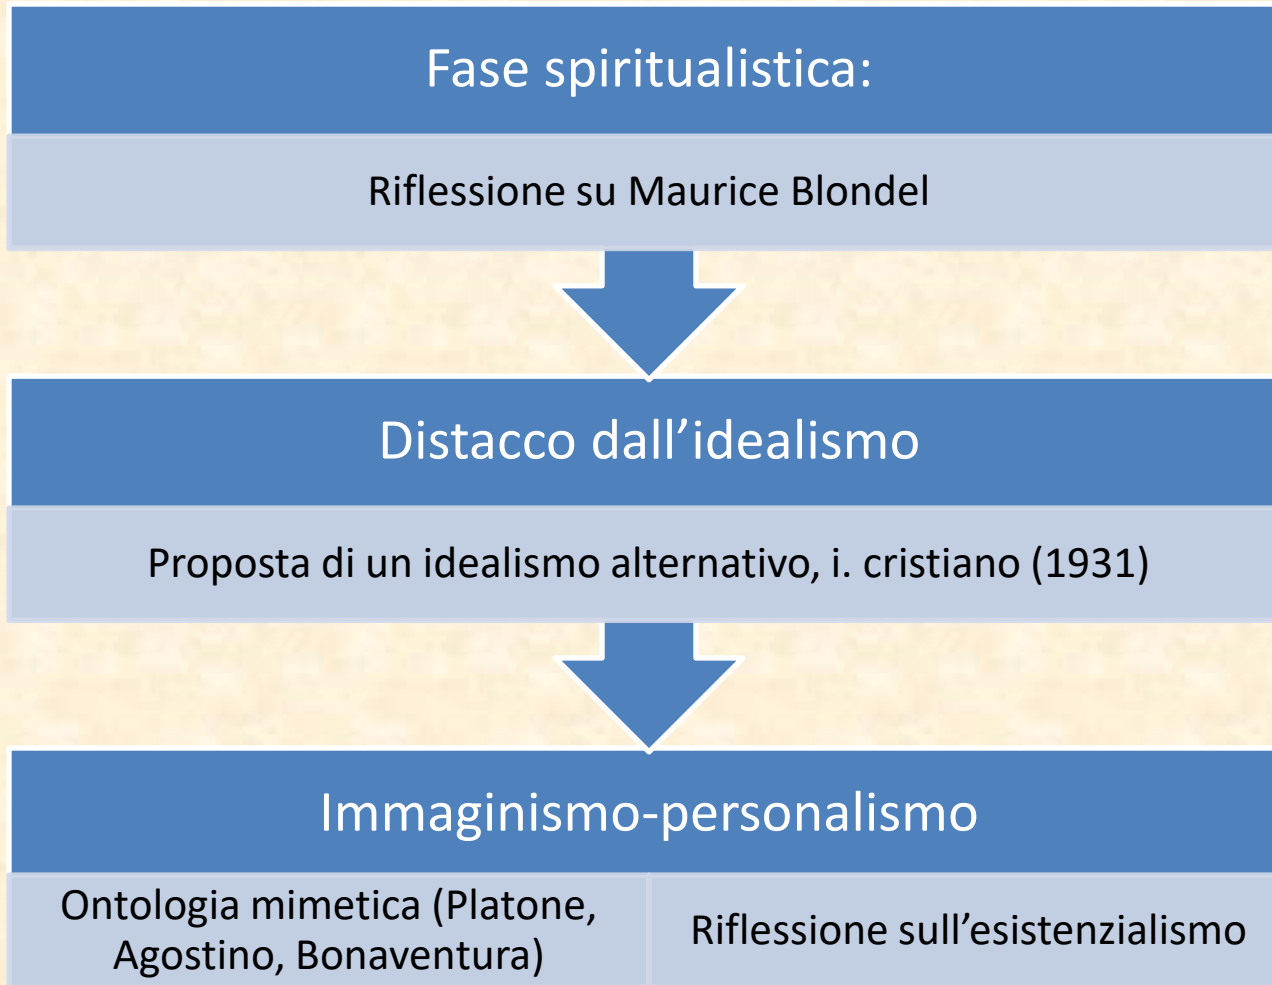 Fase spiritualistica:
Riflessione su Maurice Blondel
Distacco dall’idealismo
Proposta di un idealismo alternativo, i. cristiano (1931)
Immaginismo-personalismo
Ontologia mimetica (Platone,
Agostino, Bonaventura)
Riflessione sull’esistenzialismo